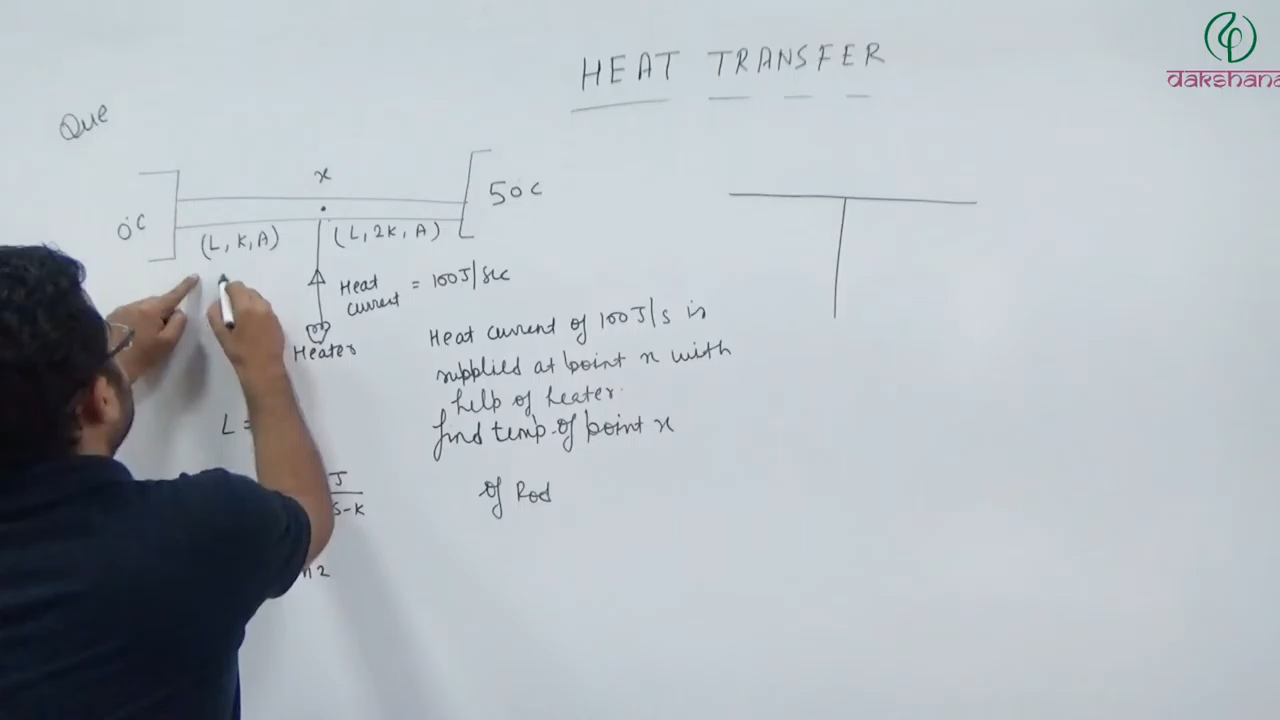 HEAT TRANSFER
dakshana
Que
x
50°C
0°C
(L, K, A)
(L, 2K, A)
Heat current = 100J/sec
Heater
Heat current of 100J/s is
supplied at point x with
help of heater.
find temp. of point x
L =
J
S-K
of Rod
2